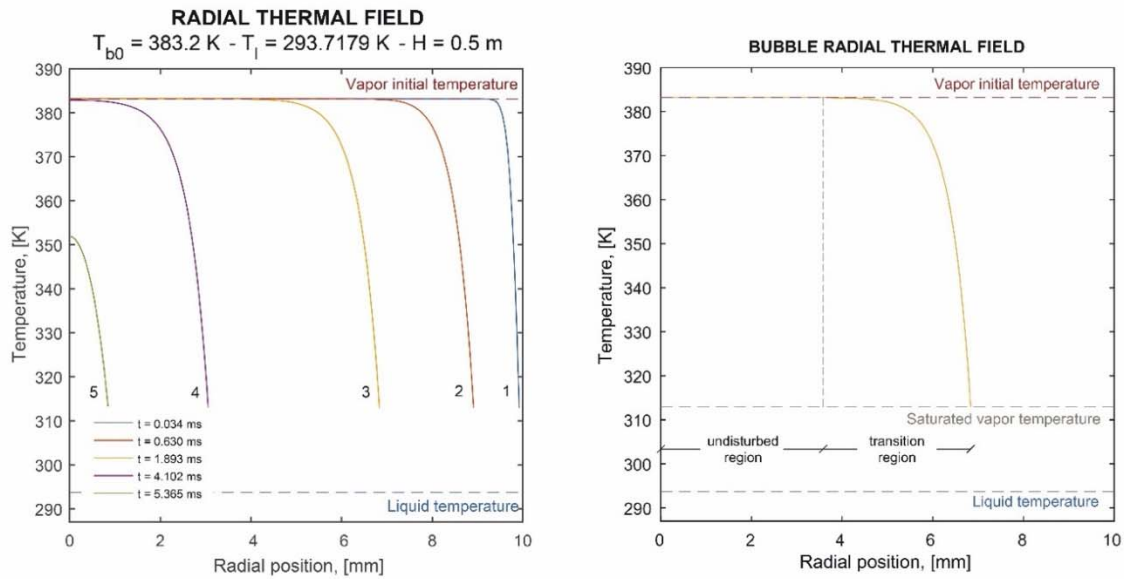 RADIAL THERMAL FIELD
T_b0 = 383.2 K - T_l = 293.7179 K - H = 0.5 m
390
380
370
360
350
340
330
320
310
300
290
Temperature, [K]
Vapor initial temperature
5
4
3
2
1
t = 0.034 ms
t = 0.630 ms
t = 1.893 ms
t = 4.102 ms
t = 5.365 ms
Liquid temperature
0 2 4 6 8 10
Radial position, [mm]
BUBBLE RADIAL THERMAL FIELD
390
380
370
360
350
340
330
320
310
300
290
Temperature, [K]
Vapor initial temperature
Saturated vapor temperature
undisturbed
region
transition
region
Liquid temperature
0 2 4 6 8 10
Radial position, [mm]